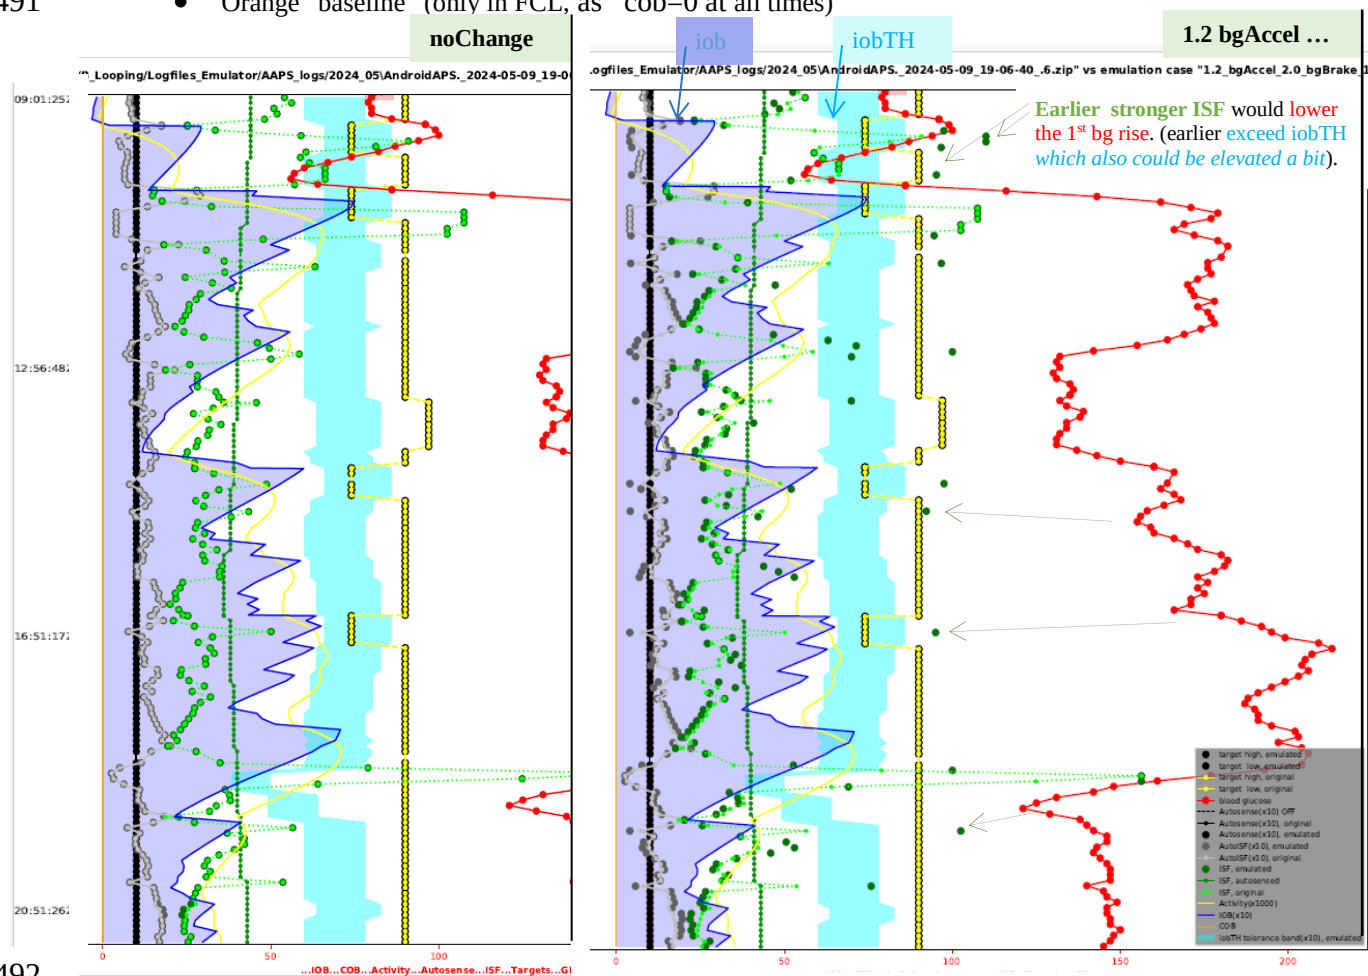 491
● Orange "baseline" (only in FCL, as "cob=0 at all times)
noChange
iob
iobTH
1.2 bgAccel …
_Looping/Logfiles_Emulator/AAPS_logs/2024_05\AndroidAPS._2024-05-09_19-06
ogfiles_Emulator/AAPS_logs/2024_05\AndroidAPS._2024-05-09_19-06-40_.6.zip" vs emulation case "1.2_bgAccel_2.0_bgBrake_1
Earlier stronger ISF would lower
the 1st bg rise. (earlier exceed iobTH
which also could be elevated a bit).
09:01:25
12:56:48
16:51:17
20:51:26
target high, emulated
target low, emulated
target high, original
target low, original
blood glucose
Autosense(x10) OFF
Autosense(x10), original
Autosense(x10), emulated
AutoISF(x10), emulated
AutoISF(x10), original
ISF, emulated
ISF, autosensed
ISF, original
Activity(x1000)
IOB(x10)
COB
iobTH tolerance band(x10), emulated
0 50 100
0 50 100 150 200
...IOB...COB...Activity...Autosense...ISF...Targets...Gl
492